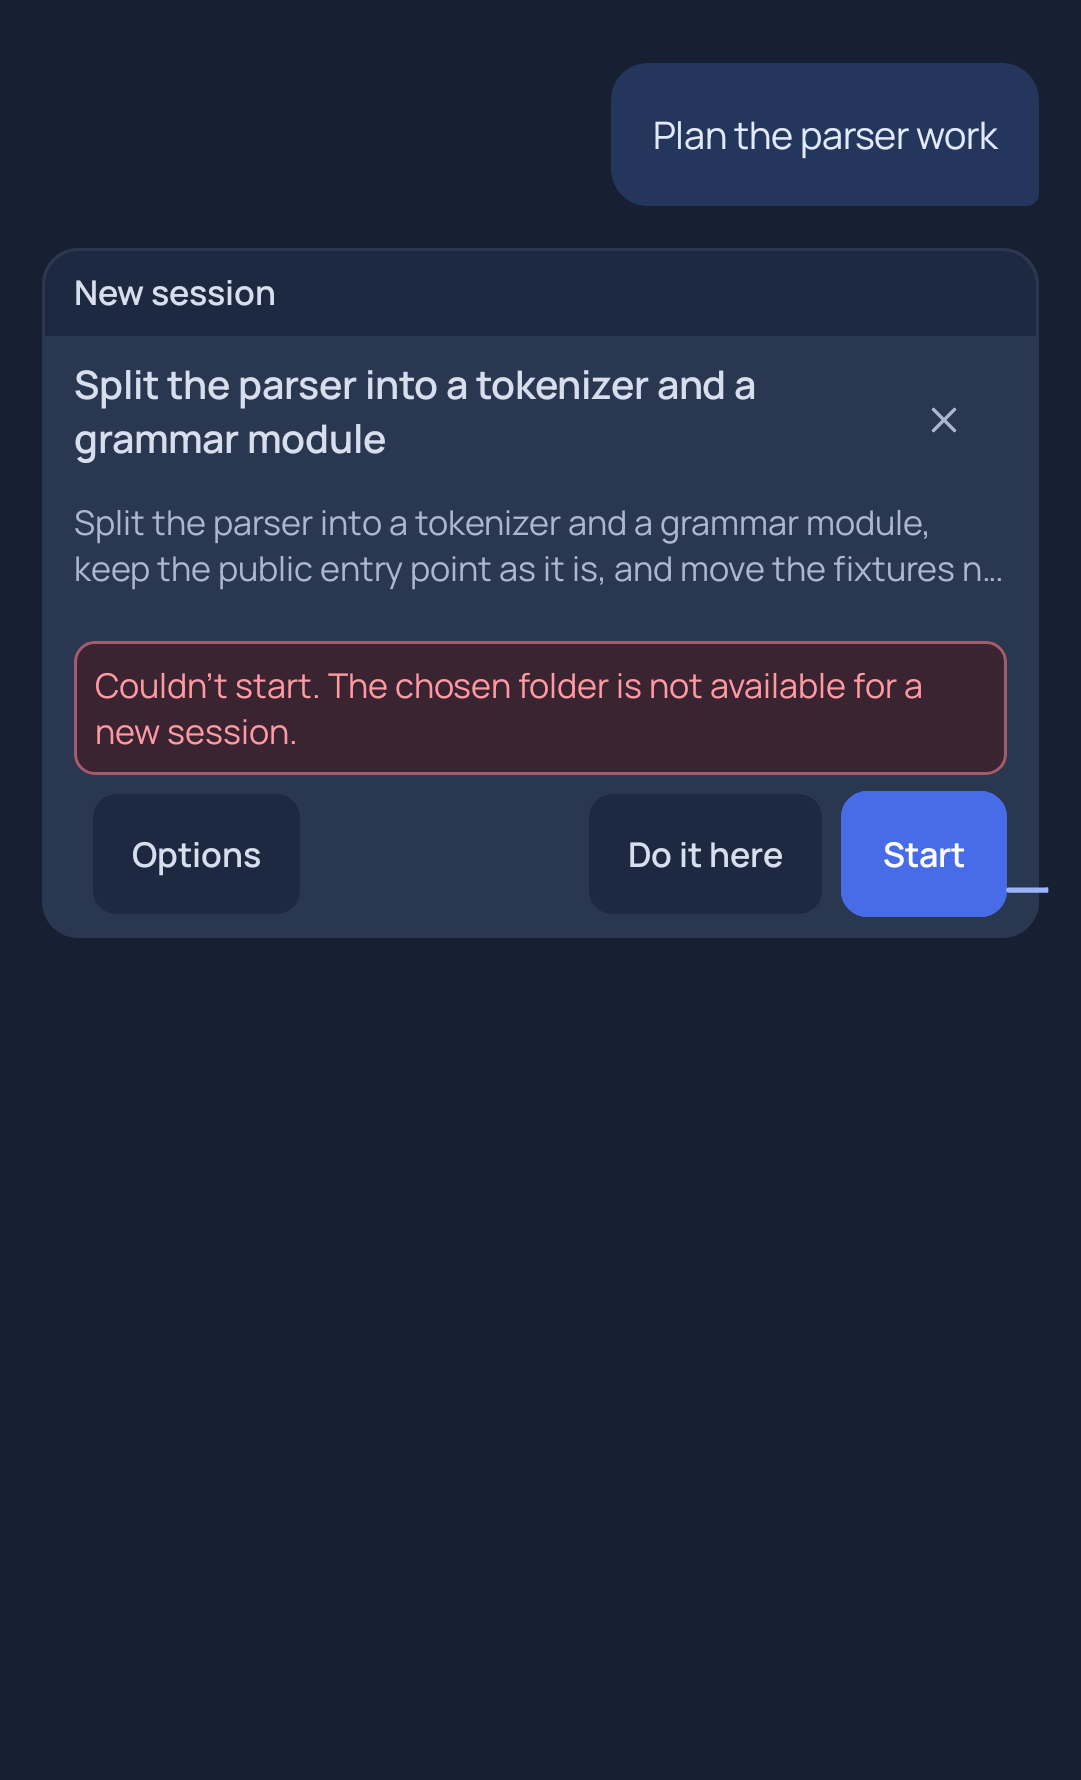 Plan the parser work
New session
Split the parser into a tokenizer and a
grammar module
Split the parser into a tokenizer and a grammar module,
keep the public entry point as it is, and move the fixtures n…
Couldn’t start. The chosen folder is not available for a
new session.
Options
Do it here
Start